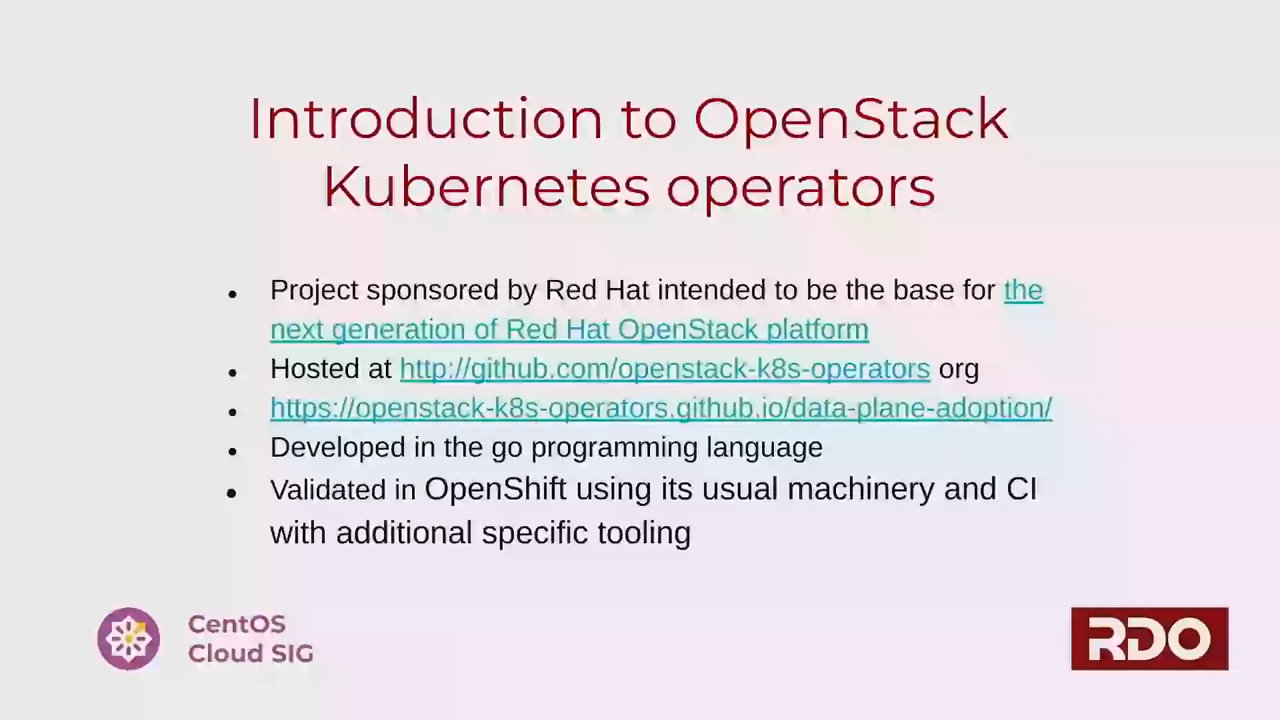 Introduction to OpenStack
Kubernetes operators
• Project sponsored by Red Hat intended to be the base for the
next generation of Red Hat OpenStack platform
• Hosted at http://github.com/openstack-k8s-operators org
• https://openstack-k8s-operators.github.io/data-plane-adoption/
• Developed in the go programming language
• Validated in OpenShift using its usual machinery and CI
with additional specific tooling
CentOS
Cloud SIG
RDO